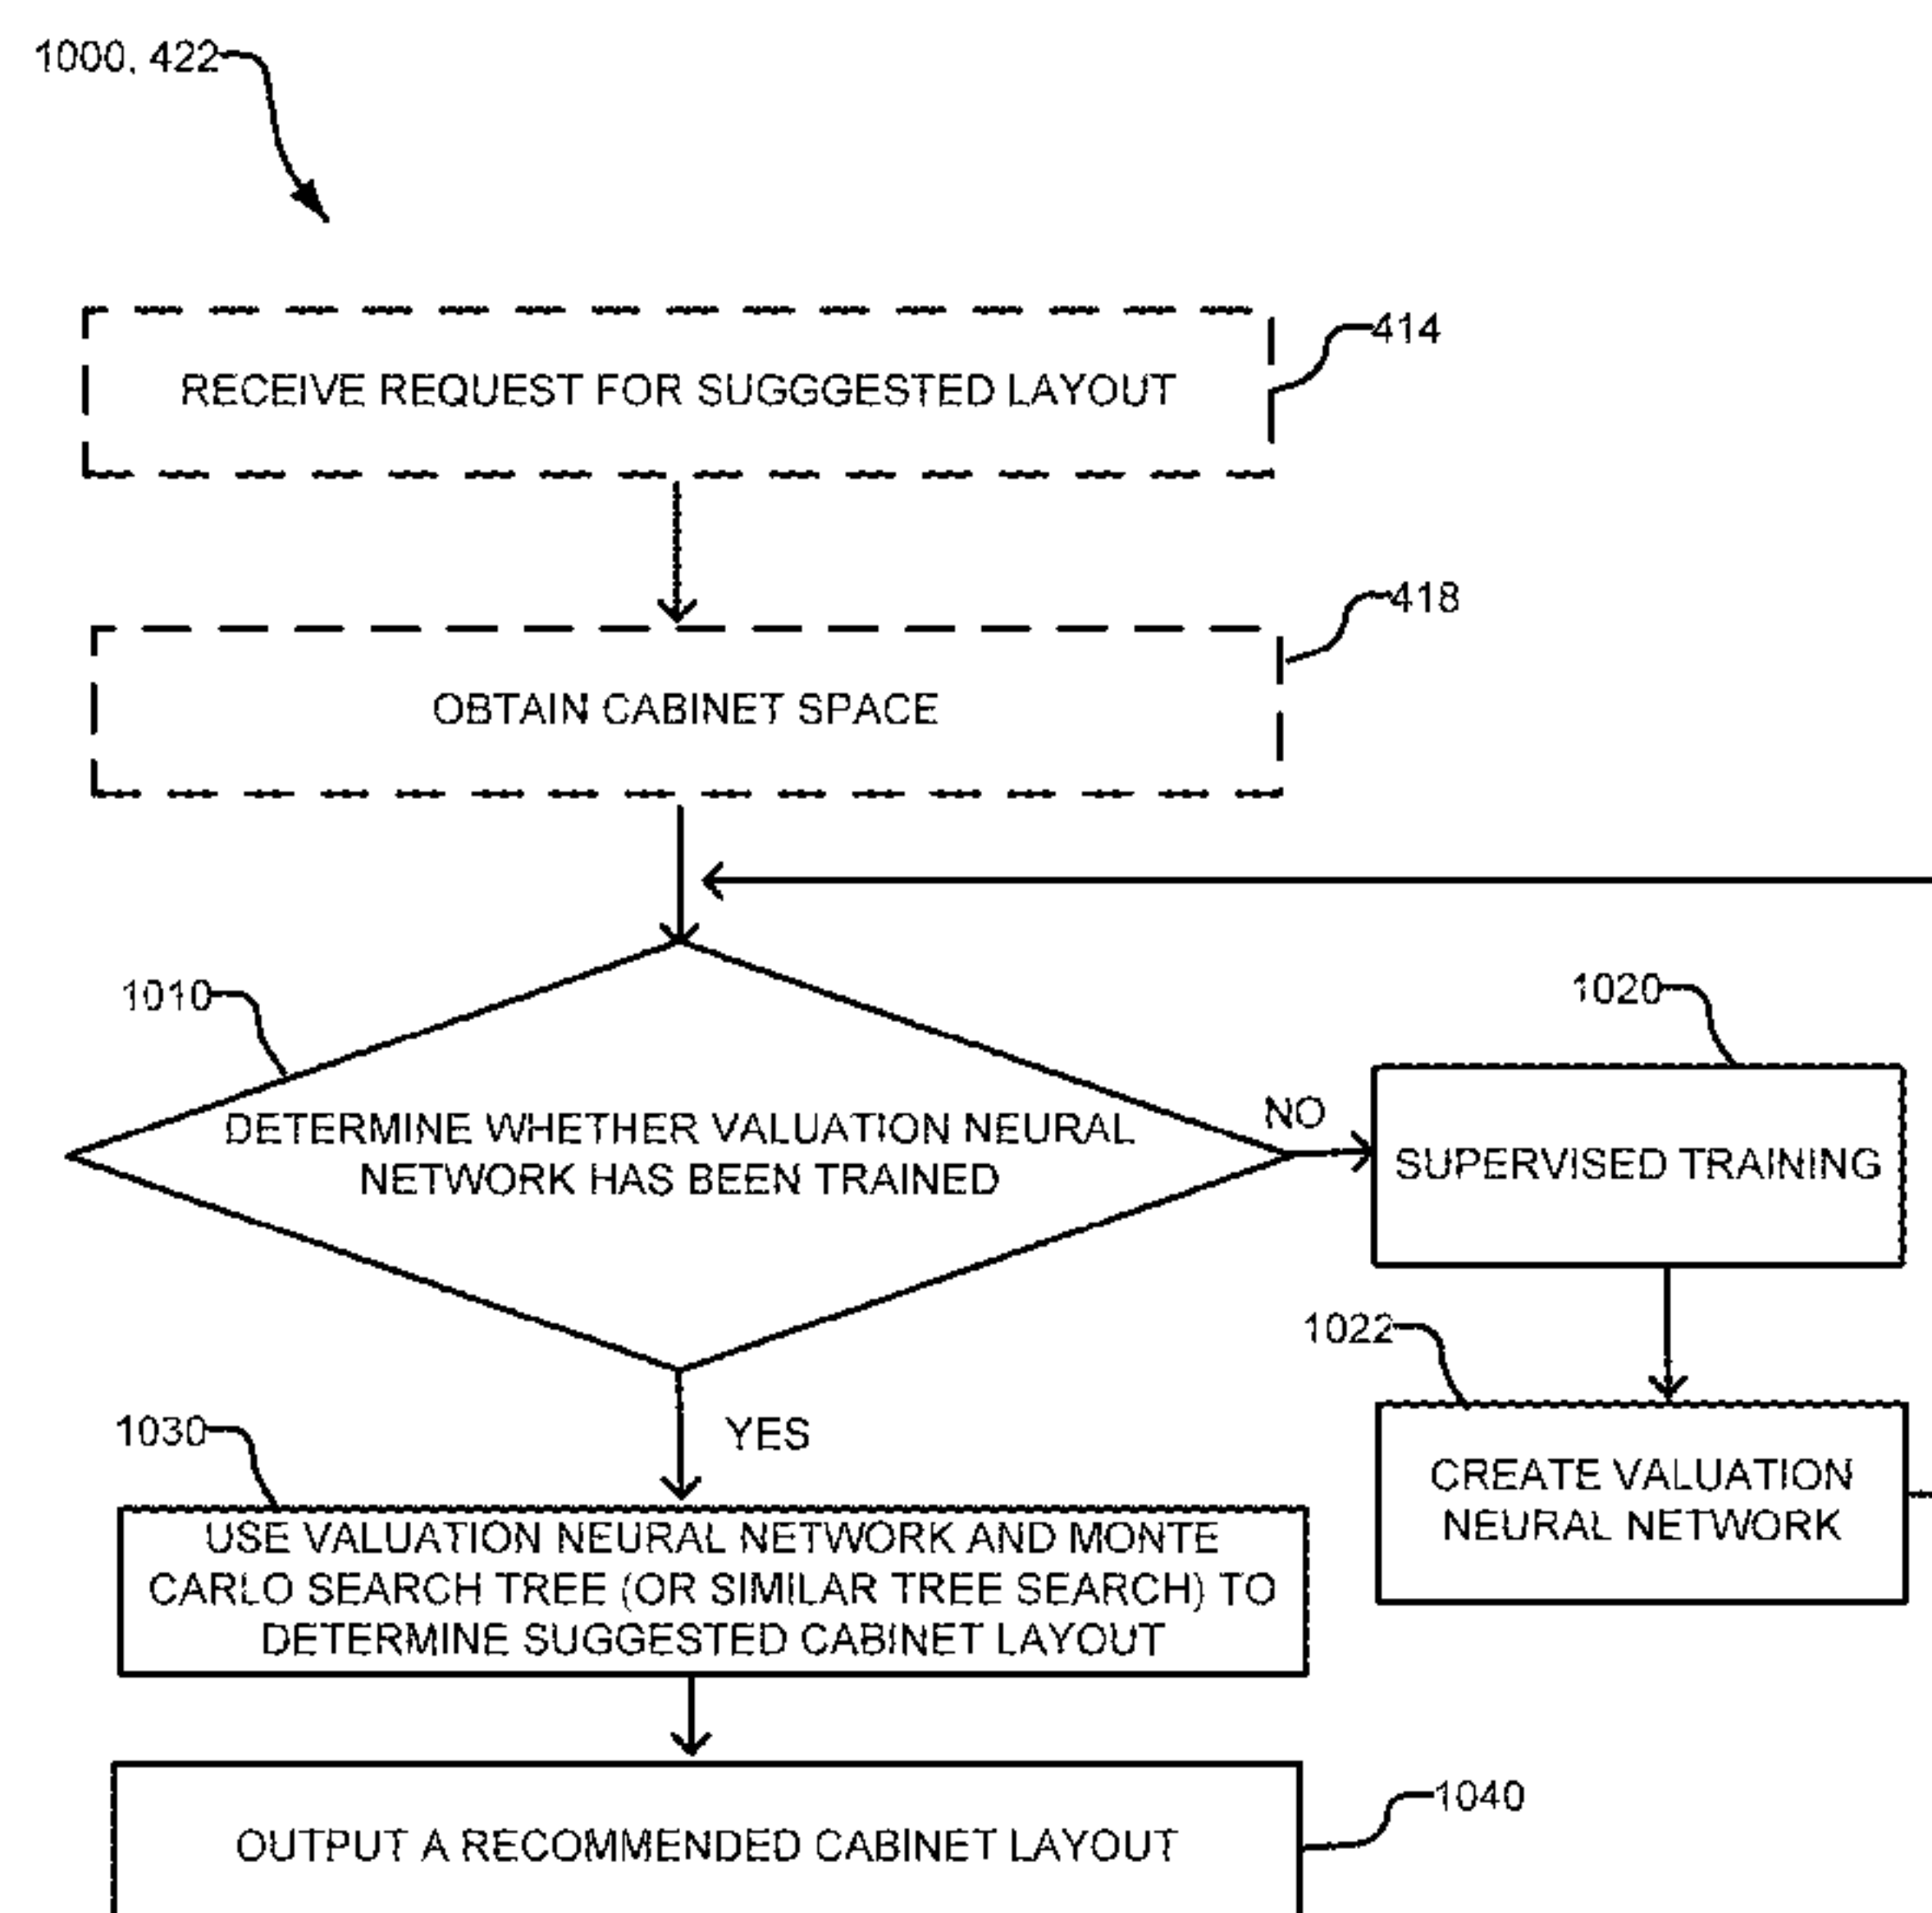 1000, 422
414
RECEIVE REQUEST FOR SUGGGESTED LAYOUT
418
OBTAIN CABINET SPACE
1010
1020
NO
DETERMINE WHETHER VALUATION NEURAL
NETWORK HAS BEEN TRAINED
SUPERVISED TRAINING
1022
1030
YES
CREATE VALUATION
NEURAL NETWORK
USE VALUATION NEURAL NETWORK AND MONTE
CARLO SEARCH TREE (OR SIMILAR TREE SEARCH) TO
DETERMINE SUGGESTED CABINET LAYOUT
1040
OUTPUT A RECOMMENDED CABINET LAYOUT